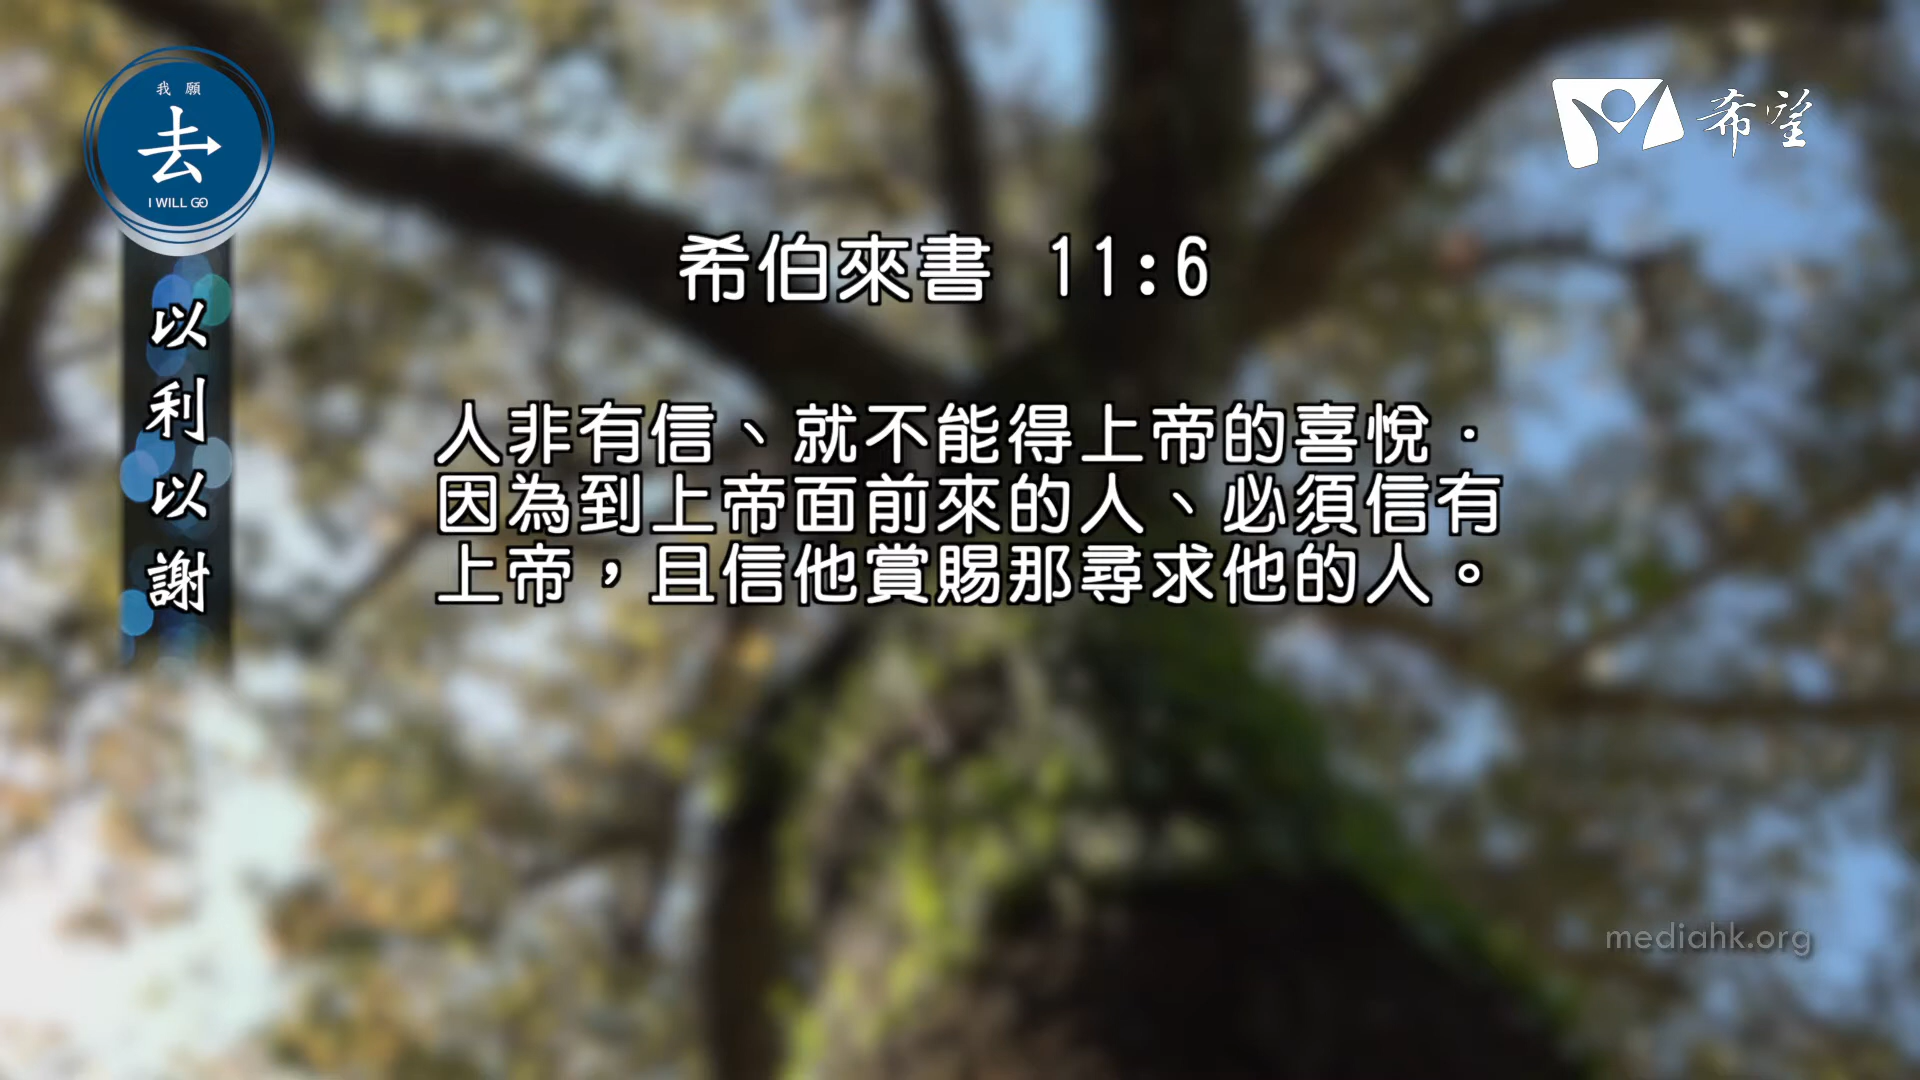 我願
去
I WILL GO
以利以謝
希望
希伯來書 11:6
人非有信、就不能得上帝的喜悅．
因為到上帝面前來的人、必須信有
上帝，且信他賞賜那尋求他的人。
mediahk.org